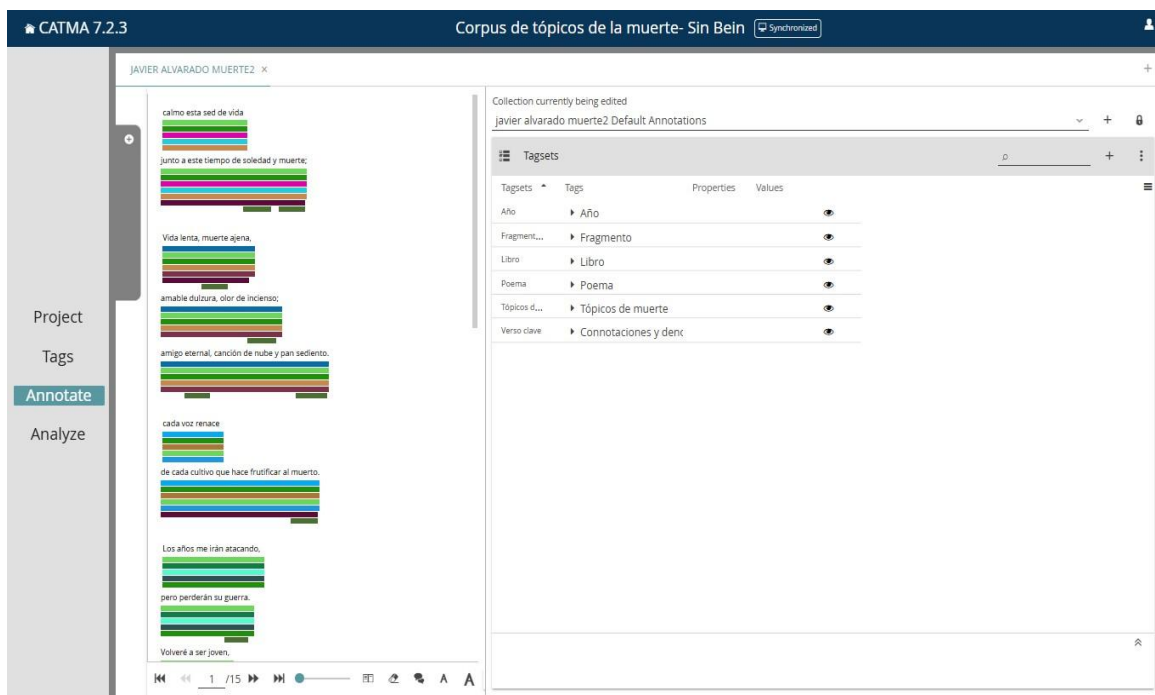 CATMA 7.2.3
Corpus de tópicos de la muerte- Sin Bein Synchronized
Project
Tags
Annotate
Analyze
JAVIER ALVARADO MUERTE2 ×
+
calmo esta sed de vida
junto a este tiempo de soledad y muerte;
Vida lenta, muerte ajena,
amable dulzura, olor de incienso;
amigo eternal, canción de nube y pan sediento.
cada voz renace
de cada cultivo que hace frutificar al muerto.
Los años me irán atacando,
pero perderán su guerra.
Volveré a ser joven,
1 /15 A A
Collection currently being edited
javier alvarado muerte2 Default Annotations +
Tagsets +
Tagsets Tags Properties Values
Año Año
Fragment... Fragmento
Libro Libro
Poema Poema
Tópicos d... Tópicos de muerte
Verso clave Connotaciones y denc